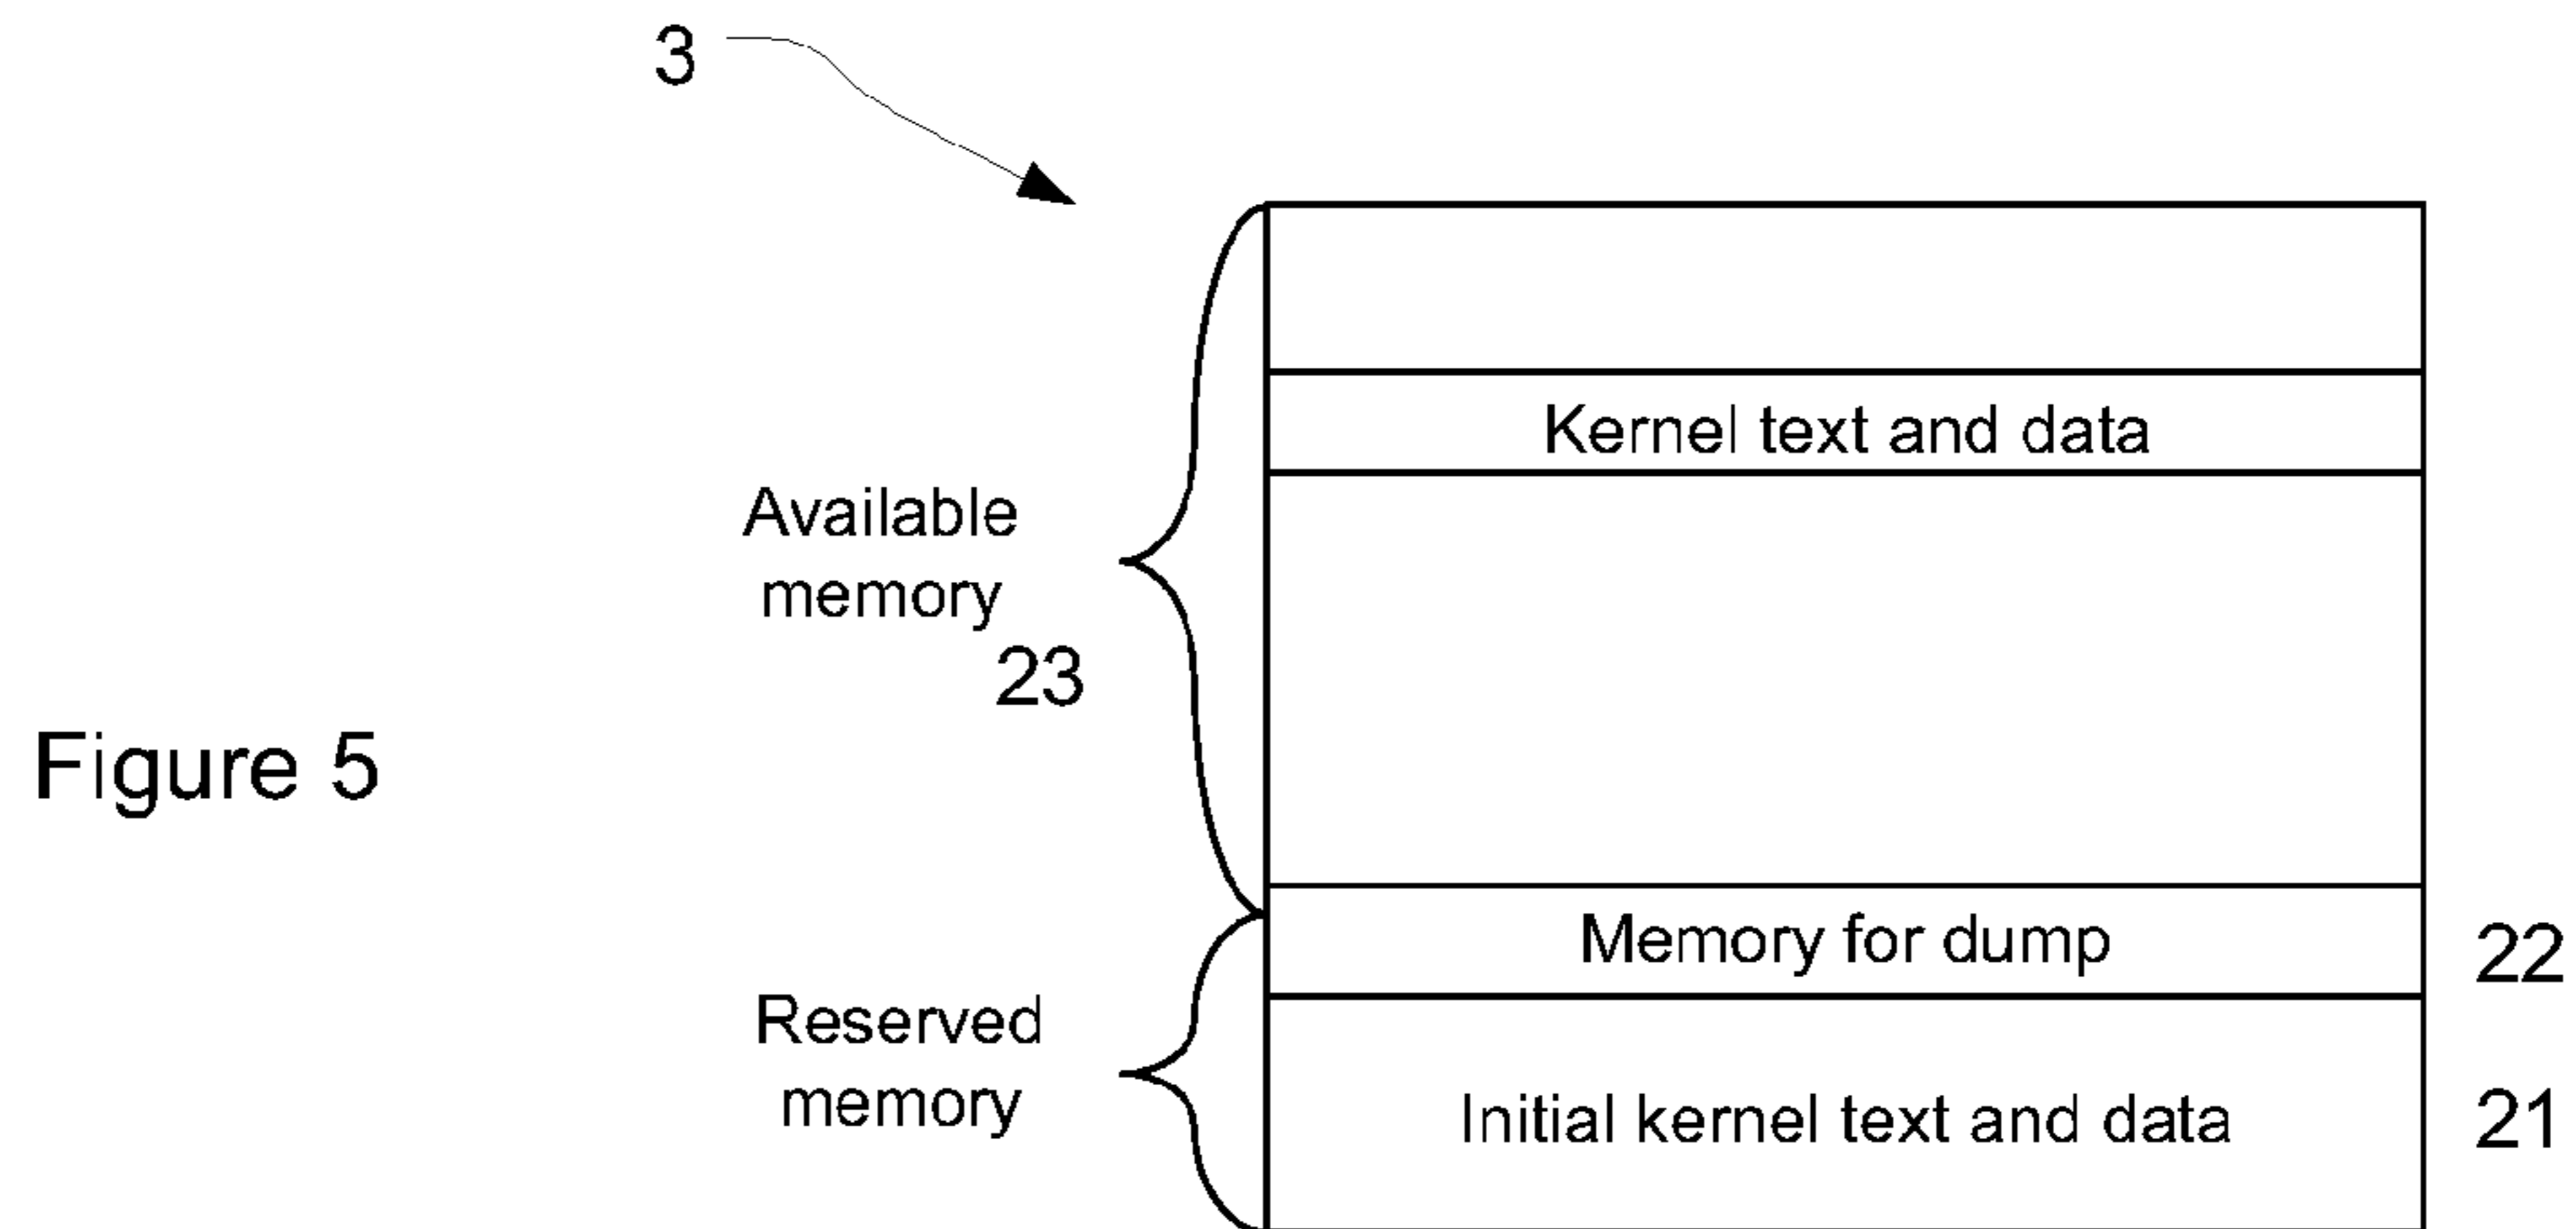 3
Kernel text and data
Available
memory
23
Figure 5
Memory for dump
22
Reserved
memory
Initial kernel text and data
21